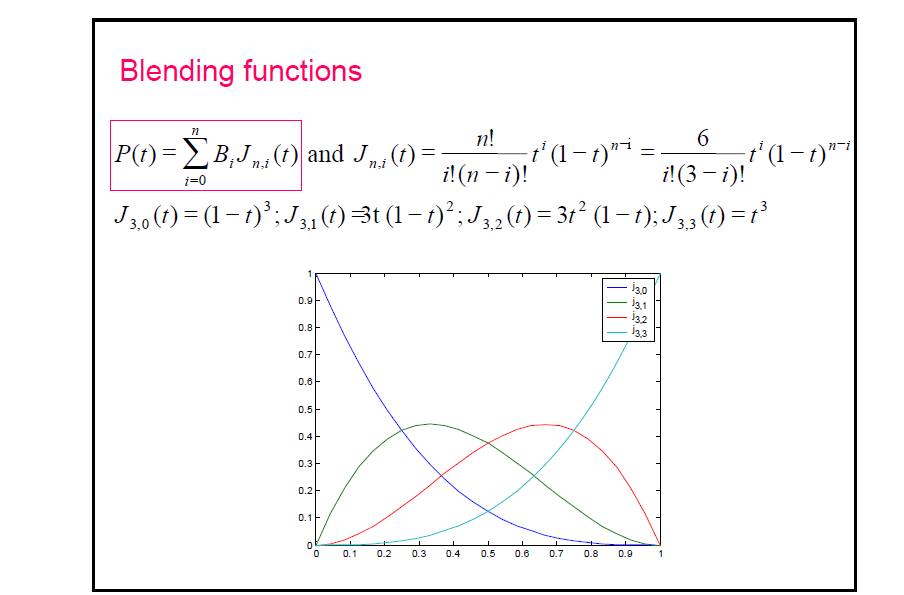 Blending functions
P(t) = ∑_{i=0}^{n} B_i J_{n,i}(t) and J_{n,i}(t) = n!/(i!(n − i)!) t^i (1 − t)^{n−i} = 6/(i!(3 − i)!) t^i (1 − t)^{n−i}
J_{3,0}(t) = (1 − t)^3; J_{3,1}(t) = 3t (1 − t)^2; J_{3,2}(t) = 3t^2 (1 − t); J_{3,3}(t) = t^3
j_{3,0}
j_{3,1}
j_{3,2}
j_{3,3}
1
0.9
0.8
0.7
0.6
0.5
0.4
0.3
0.2
0.1
0
0 0.1 0.2 0.3 0.4 0.5 0.6 0.7 0.8 0.9 1